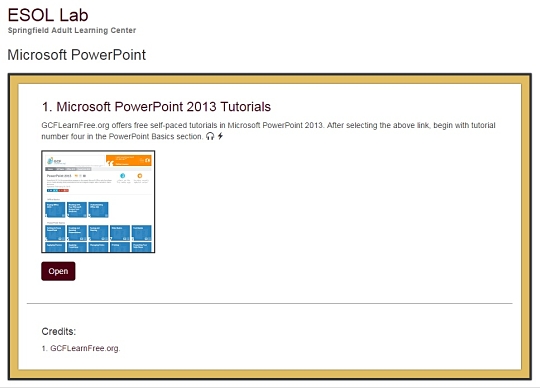 ESOL Lab
Springfield Adult Learning Center
Microsoft PowerPoint
1. Microsoft PowerPoint 2013 Tutorials
GCFLearnFree.org offers free self-paced tutorials in Microsoft PowerPoint 2013. After selecting the above link, begin with tutorial
number four in the PowerPoint Basics section.
PowerPoint 2013
Open
Credits:
1. GCFLearnFree.org.